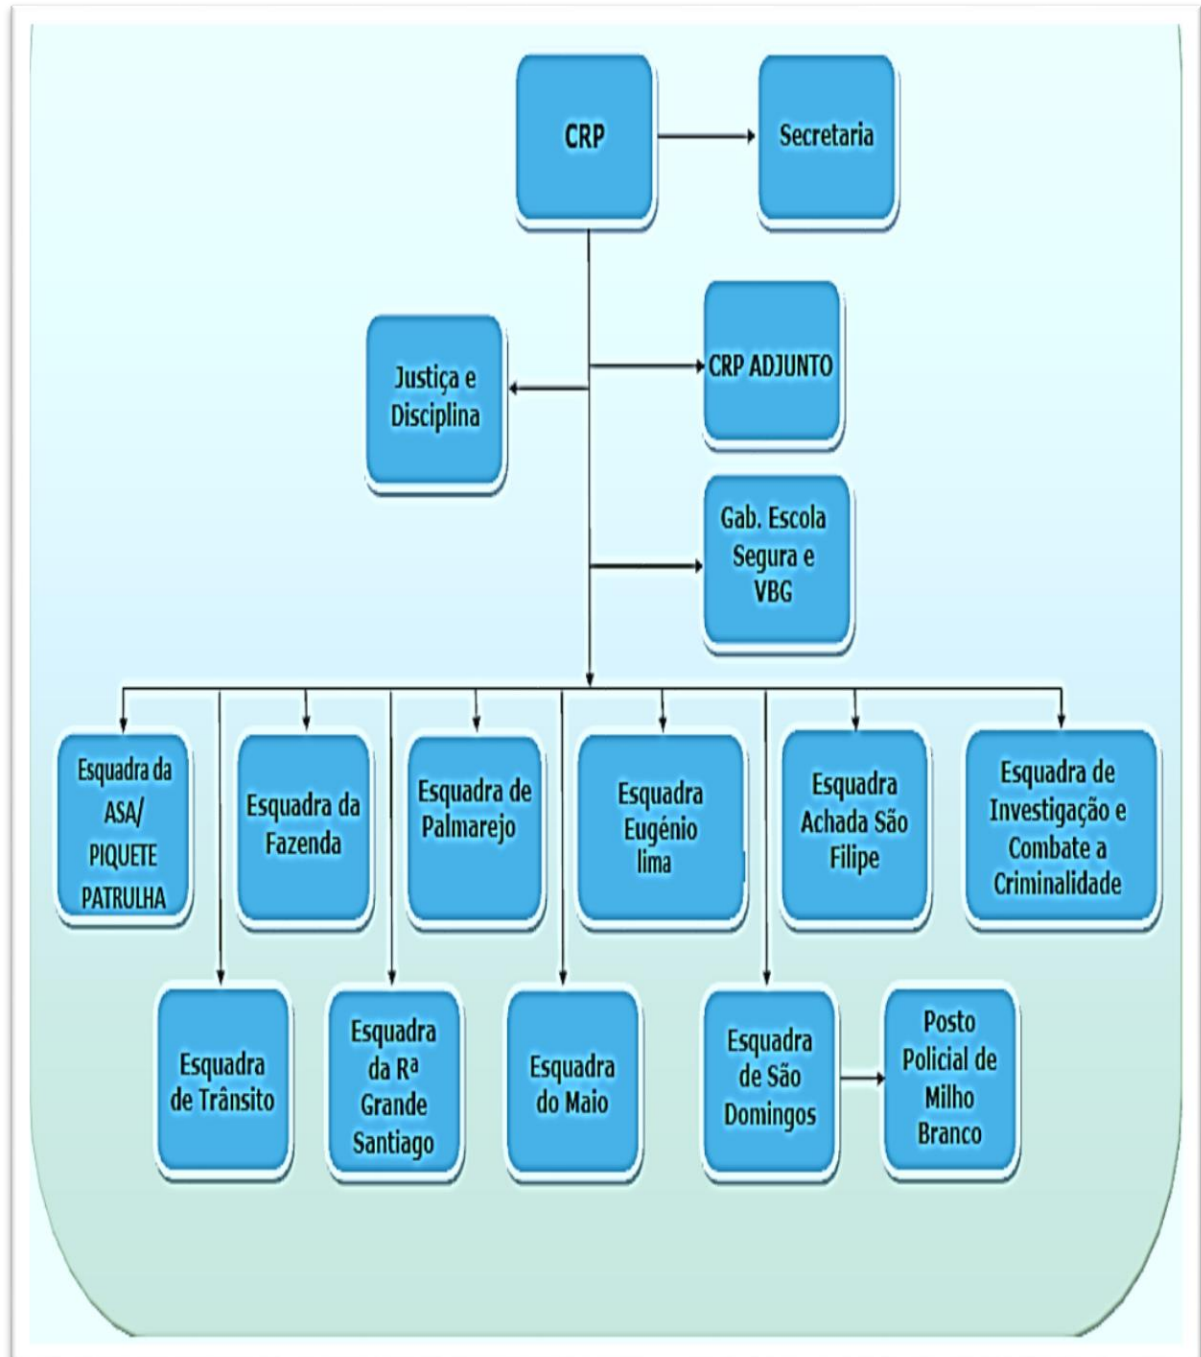 CRP
Secretaria
Justiça e
Disciplina
CRP ADJUNTO
Gab. Escola
Segura e
VBG
Esquadra da
ASA/
PIQUETE
PATRULHA
Esquadra da
Fazenda
Esquadra de
Palmarejo
Esquadra
Eugénio
lima
Esquadra
Achada São
Filipe
Esquadra de
Investigação e
Combate a
Criminalidade
Esquadra
de Trânsito
Esquadra
da Rª
Grande
Santiago
Esquadra
do Maio
Esquadra
de São
Domingos
Posto
Policial de
Milho
Branco